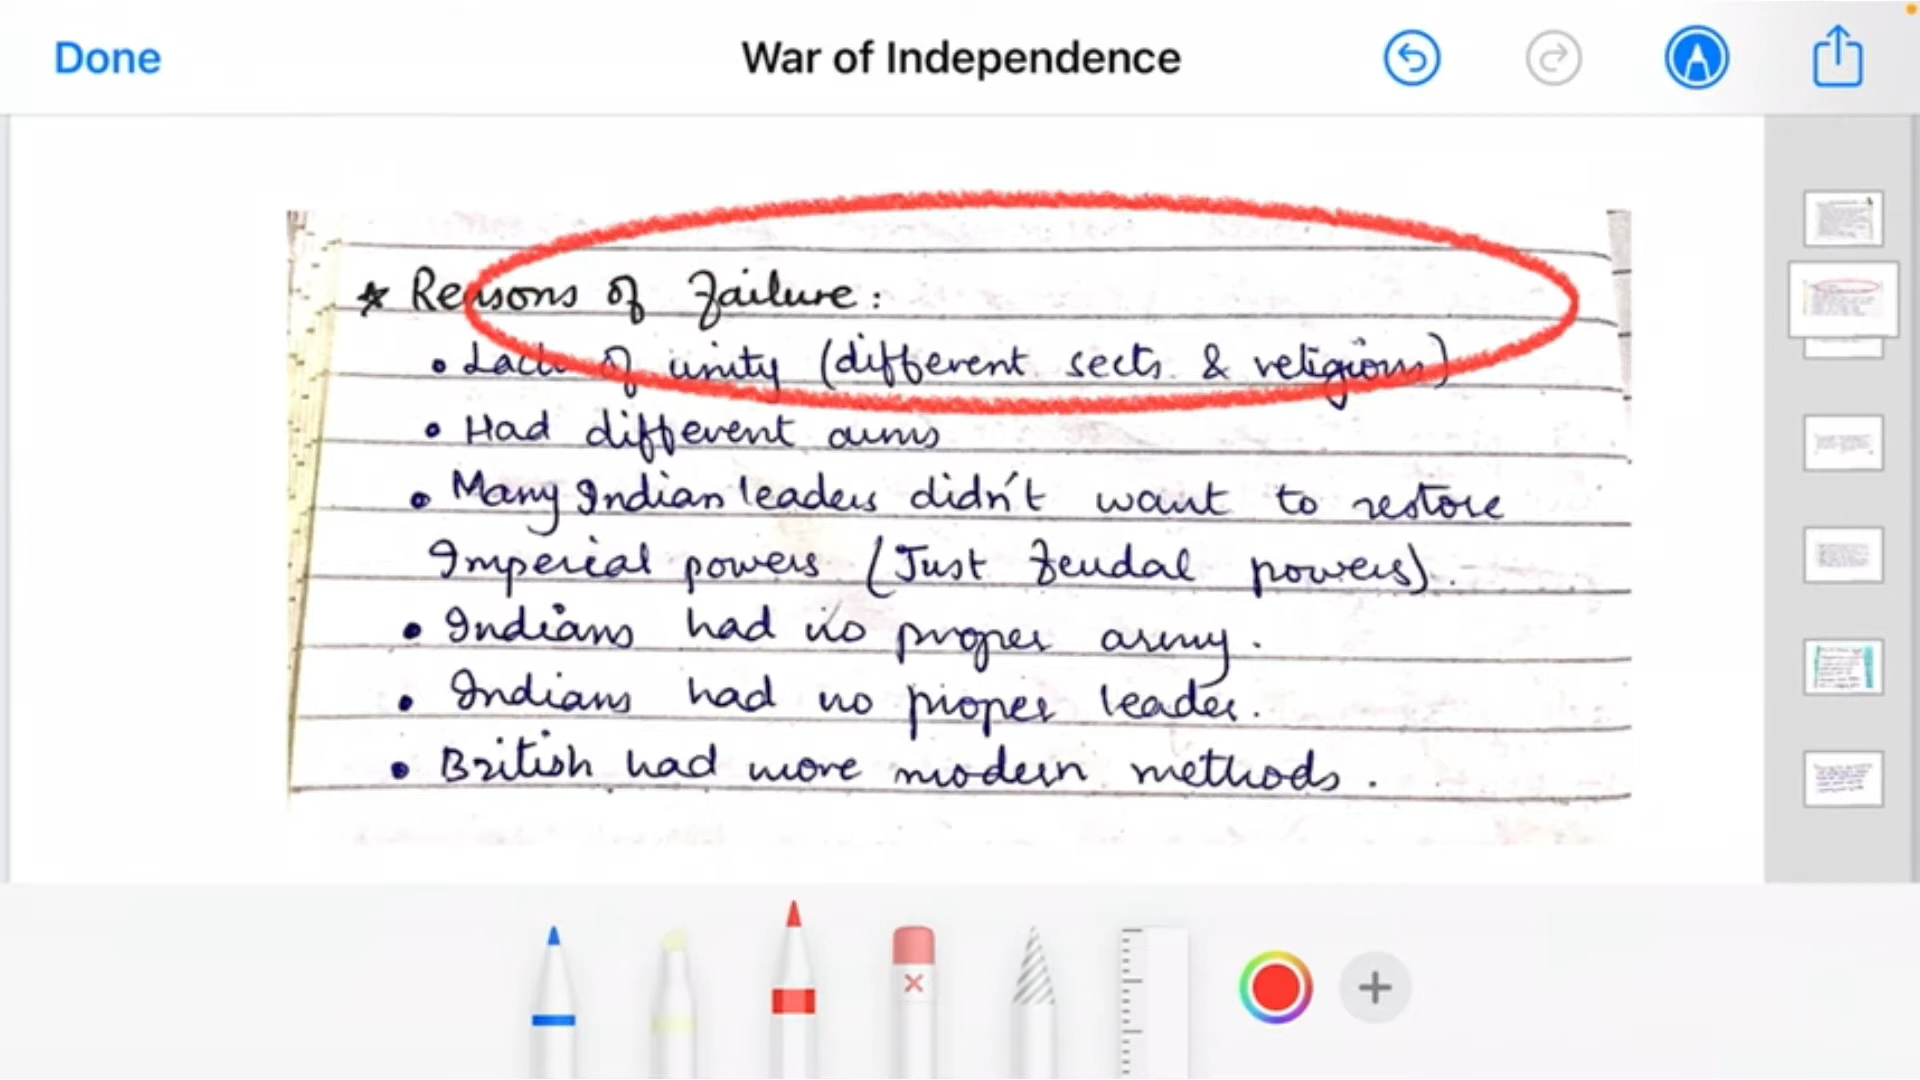 Done
War of Independence
★ Reasons of Failure:
• Lack of unity (different sects & religions)
• Had different aims
• Many Indian leaders didn't want to restore
Imperial powers (Just feudal powers).
• Indians had no proper army.
• Indians had no proper leader.
• British had more modern methods.